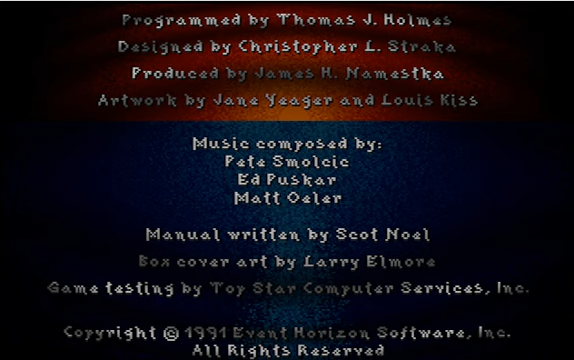 Programmed by Thomas J. Holmes
Designed by Christopher L. Straka
Produced by James H. Namestka
Artwork by Jane Yeager and Louis Kiss
Music composed by:
Pete Smolcic
Ed Puskar
Matt Oeler
Manual written by Scot Noel
Box cover art by Larry Elmore
Game testing by Top Star Computer Services, Inc.
Copyright © 1991 Event Horizon Software, Inc.
All Rights Reserved